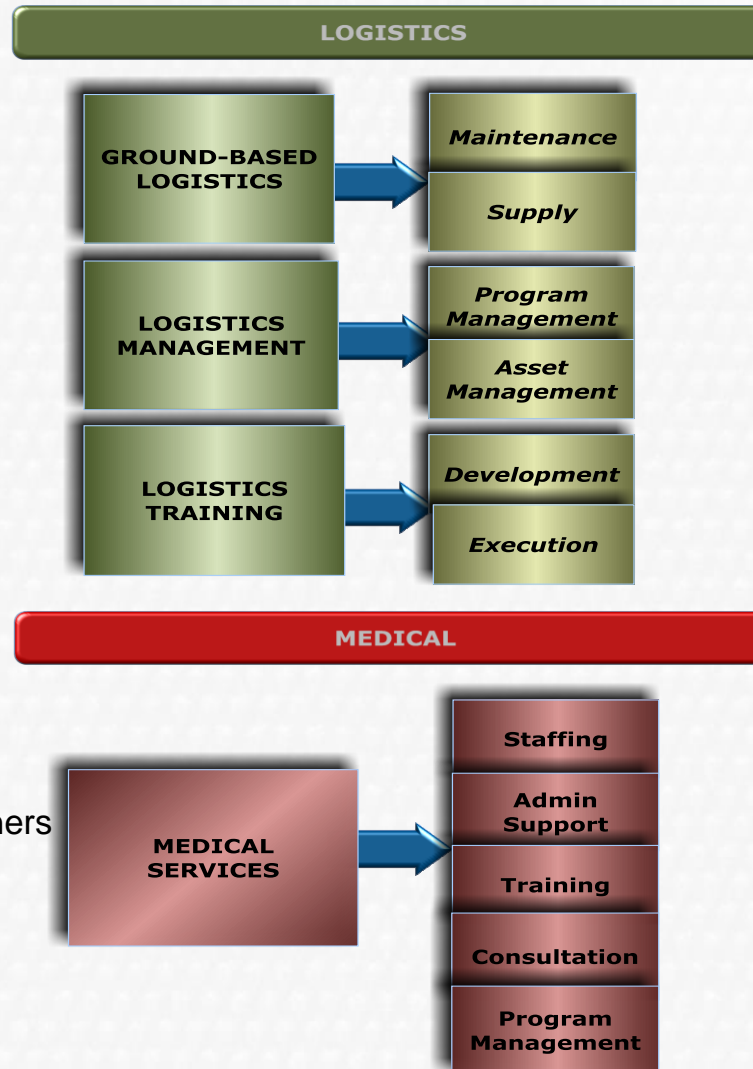 LOGISTICS
GROUND-BASED
LOGISTICS
Maintenance
Supply
LOGISTICS
MANAGEMENT
Program
Management
Asset
Management
LOGISTICS
TRAINING
Development
Execution
MEDICAL
ners
MEDICAL
SERVICES
Staffing
Admin
Support
Training
Consultation
Program
Management